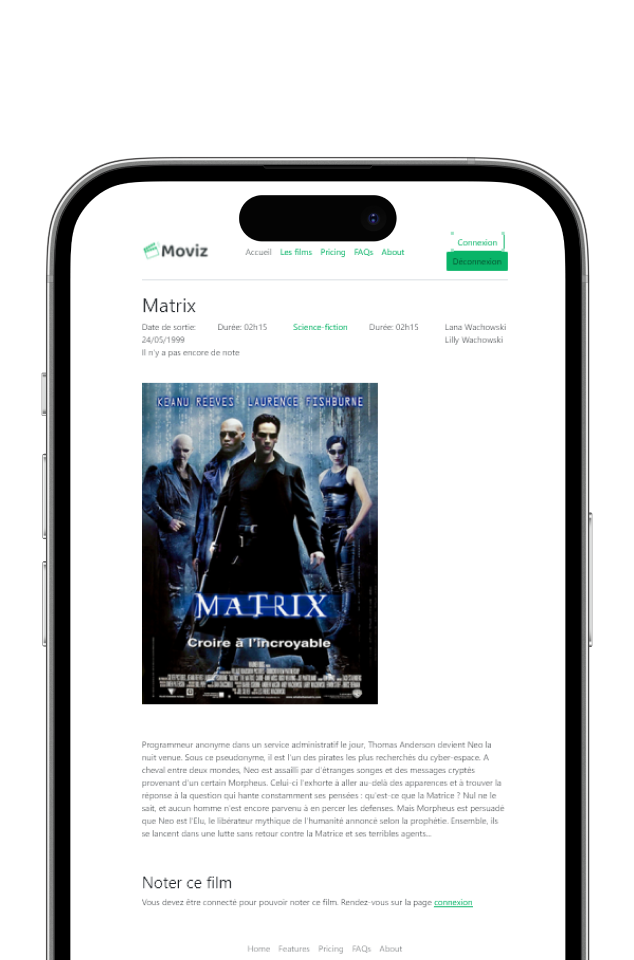 Moviz
Accueil Les films Pricing FAQs About
Connexion
Déconnexion
Matrix
Date de sortie: 24/05/1999
Durée: 02h15
Science-fiction
Durée: 02h15
Lana Wachowski
Lilly Wachowski
Il n'y a pas encore de note
KEANU REEVES LAURENCE FISHBURNE
MATRIX
Croire à l'incroyable
Programmeur anonyme dans un service administratif le jour, Thomas Anderson devient Neo la
nuit venue. Sous ce pseudonyme, il est l'un des pirates les plus recherchés du cyber-espace. A
cheval entre deux mondes, Neo est assailli par d'étranges songes et des messages cryptés
provenant d'un certain Morpheus. Celui-ci l'exhorte à aller au-delà des apparences et à trouver la
réponse à la question qui hante constamment ses pensées : qu'est-ce que la Matrice ? Nul ne le
sait, et aucun homme n'est encore parvenu à en percer les defenses. Mais Morpheus est persuadé
que Neo est l'Elu, le libérateur mythique de l'humanité annoncé selon la prophétie. Ensemble, ils
se lancent dans une lutte sans retour contre la Matrice et ses terribles agents...
Noter ce film
Vous devez être connecté pour pouvoir noter ce film. Rendez-vous sur la page connexion
Home Features Pricing FAQs About